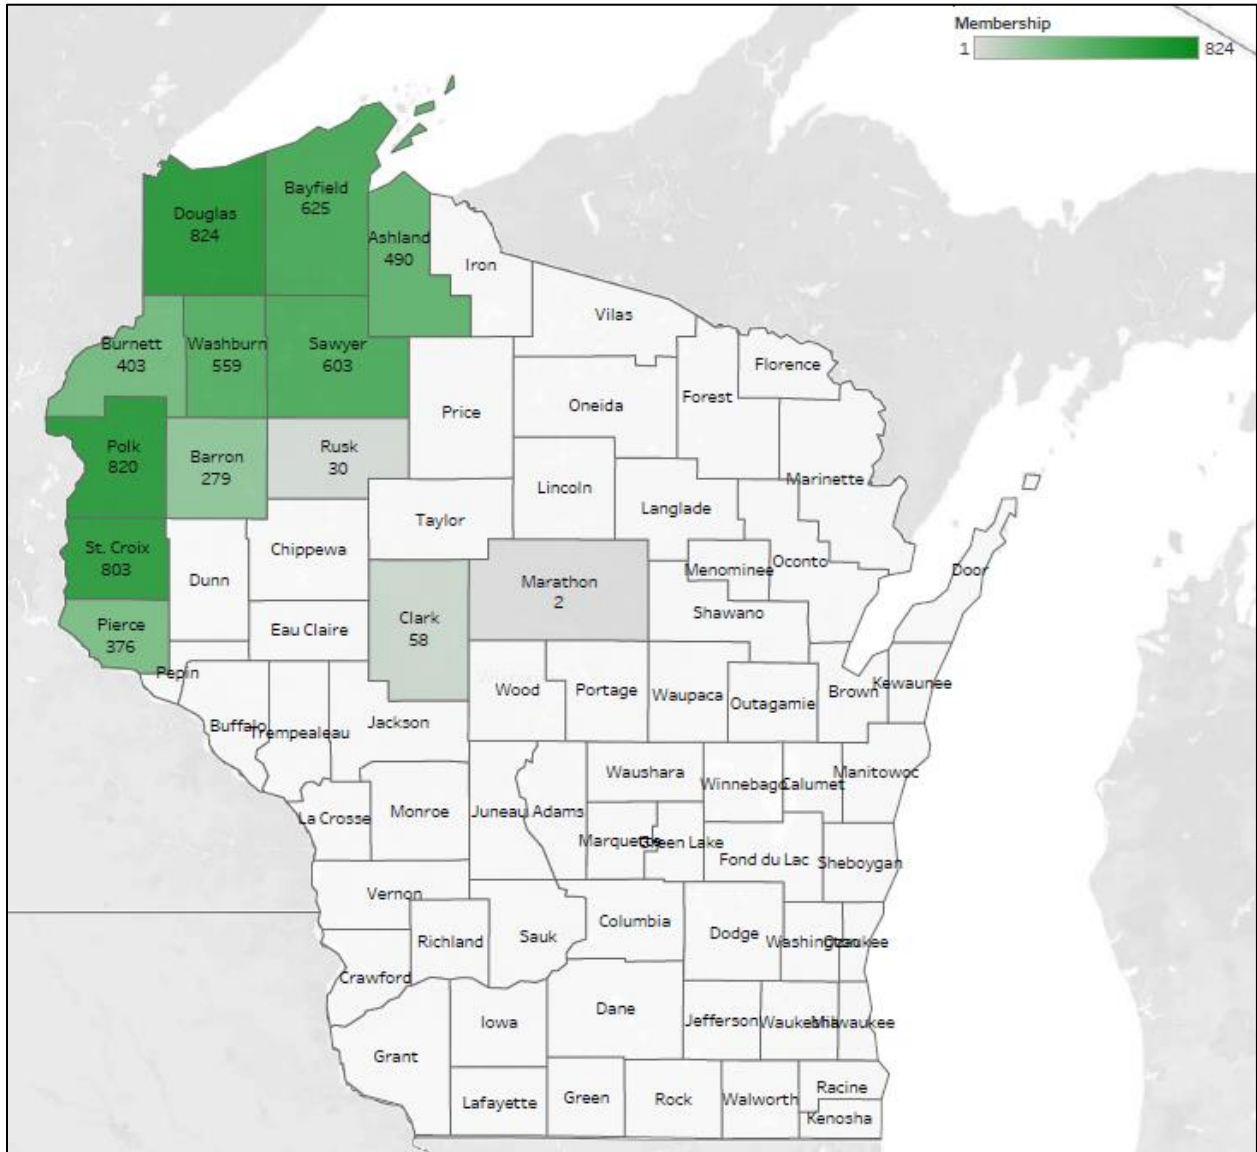 Membership
1 824
Bayfield
625
Douglas
824
Ashland
490
Iron
Vilas
Burnett
403
Washburn
559
Sawyer
603
Florence
Forest
Oneida
Price
Polk
820
Barron
279
Rusk
30
Marinette
Lincoln
Langlade
Taylor
St. Croix
803
Chippewa
Dunn
Oconto
Menominee
Door
Marathon
2
Shawano
Clark
58
Pierce
376
Eau Claire
Pepin
Wood
Portage
Waupaca
Outagamie
Brown
Kewaunee
Buffalo
Trempealeau
Jackson
Waushara
Winnebago
Calumet
Manitowoc
La Crosse
Monroe
Juneau
Adams
Marquette
Green Lake
Fond du Lac
Sheboygan
Vernon
Columbia
Dodge
Washington
Ozaukee
Richland
Sauk
Crawford
Dane
Iowa
Jefferson
Waukesha
Milwaukee
Grant
Lafayette
Green
Rock
Walworth
Racine
Kenosha